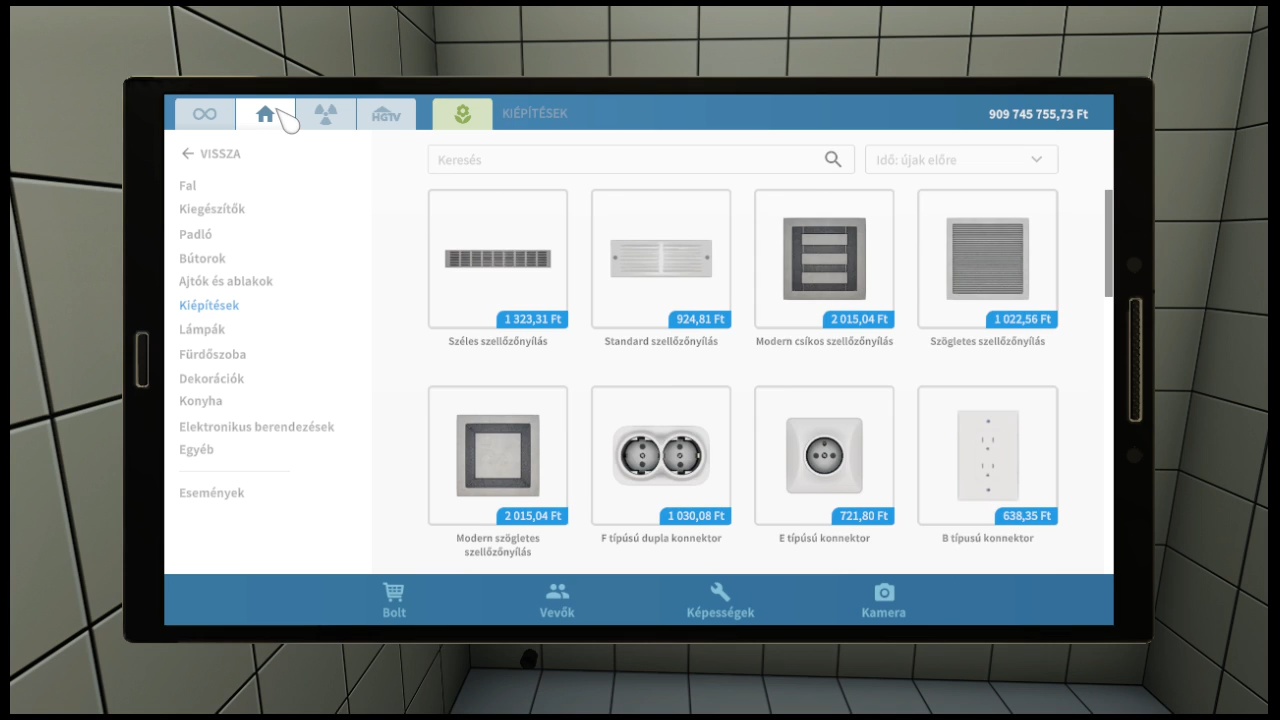 HGTV
KIÉPÍTÉSEK
909 745 755,73 Ft
VISSZA
Keresés
Idő: újak előre
Fal
Kiegészítők
Padló
Bútorok
Ajtók és ablakok
Kiépítések
Lámpák
Fürdőszoba
Dekorációk
Konyha
Elektronikus berendezések
Egyéb
Események
1 323,31 Ft
924,81 Ft
2 015,04 Ft
1 022,56 Ft
Széles szellőzőnyílás
Standard szellőzőnyílás
Modern csíkos szellőzőnyílás
Szögletes szellőzőnyílás
2 015,04 Ft
1 030,08 Ft
721,80 Ft
638,35 Ft
Modern szögletes
szellőzőnyílás
F típúsú dupla konnektor
E típúsú konnektor
B típusú konnektor
Bolt
Vevők
Képességek
Kamera